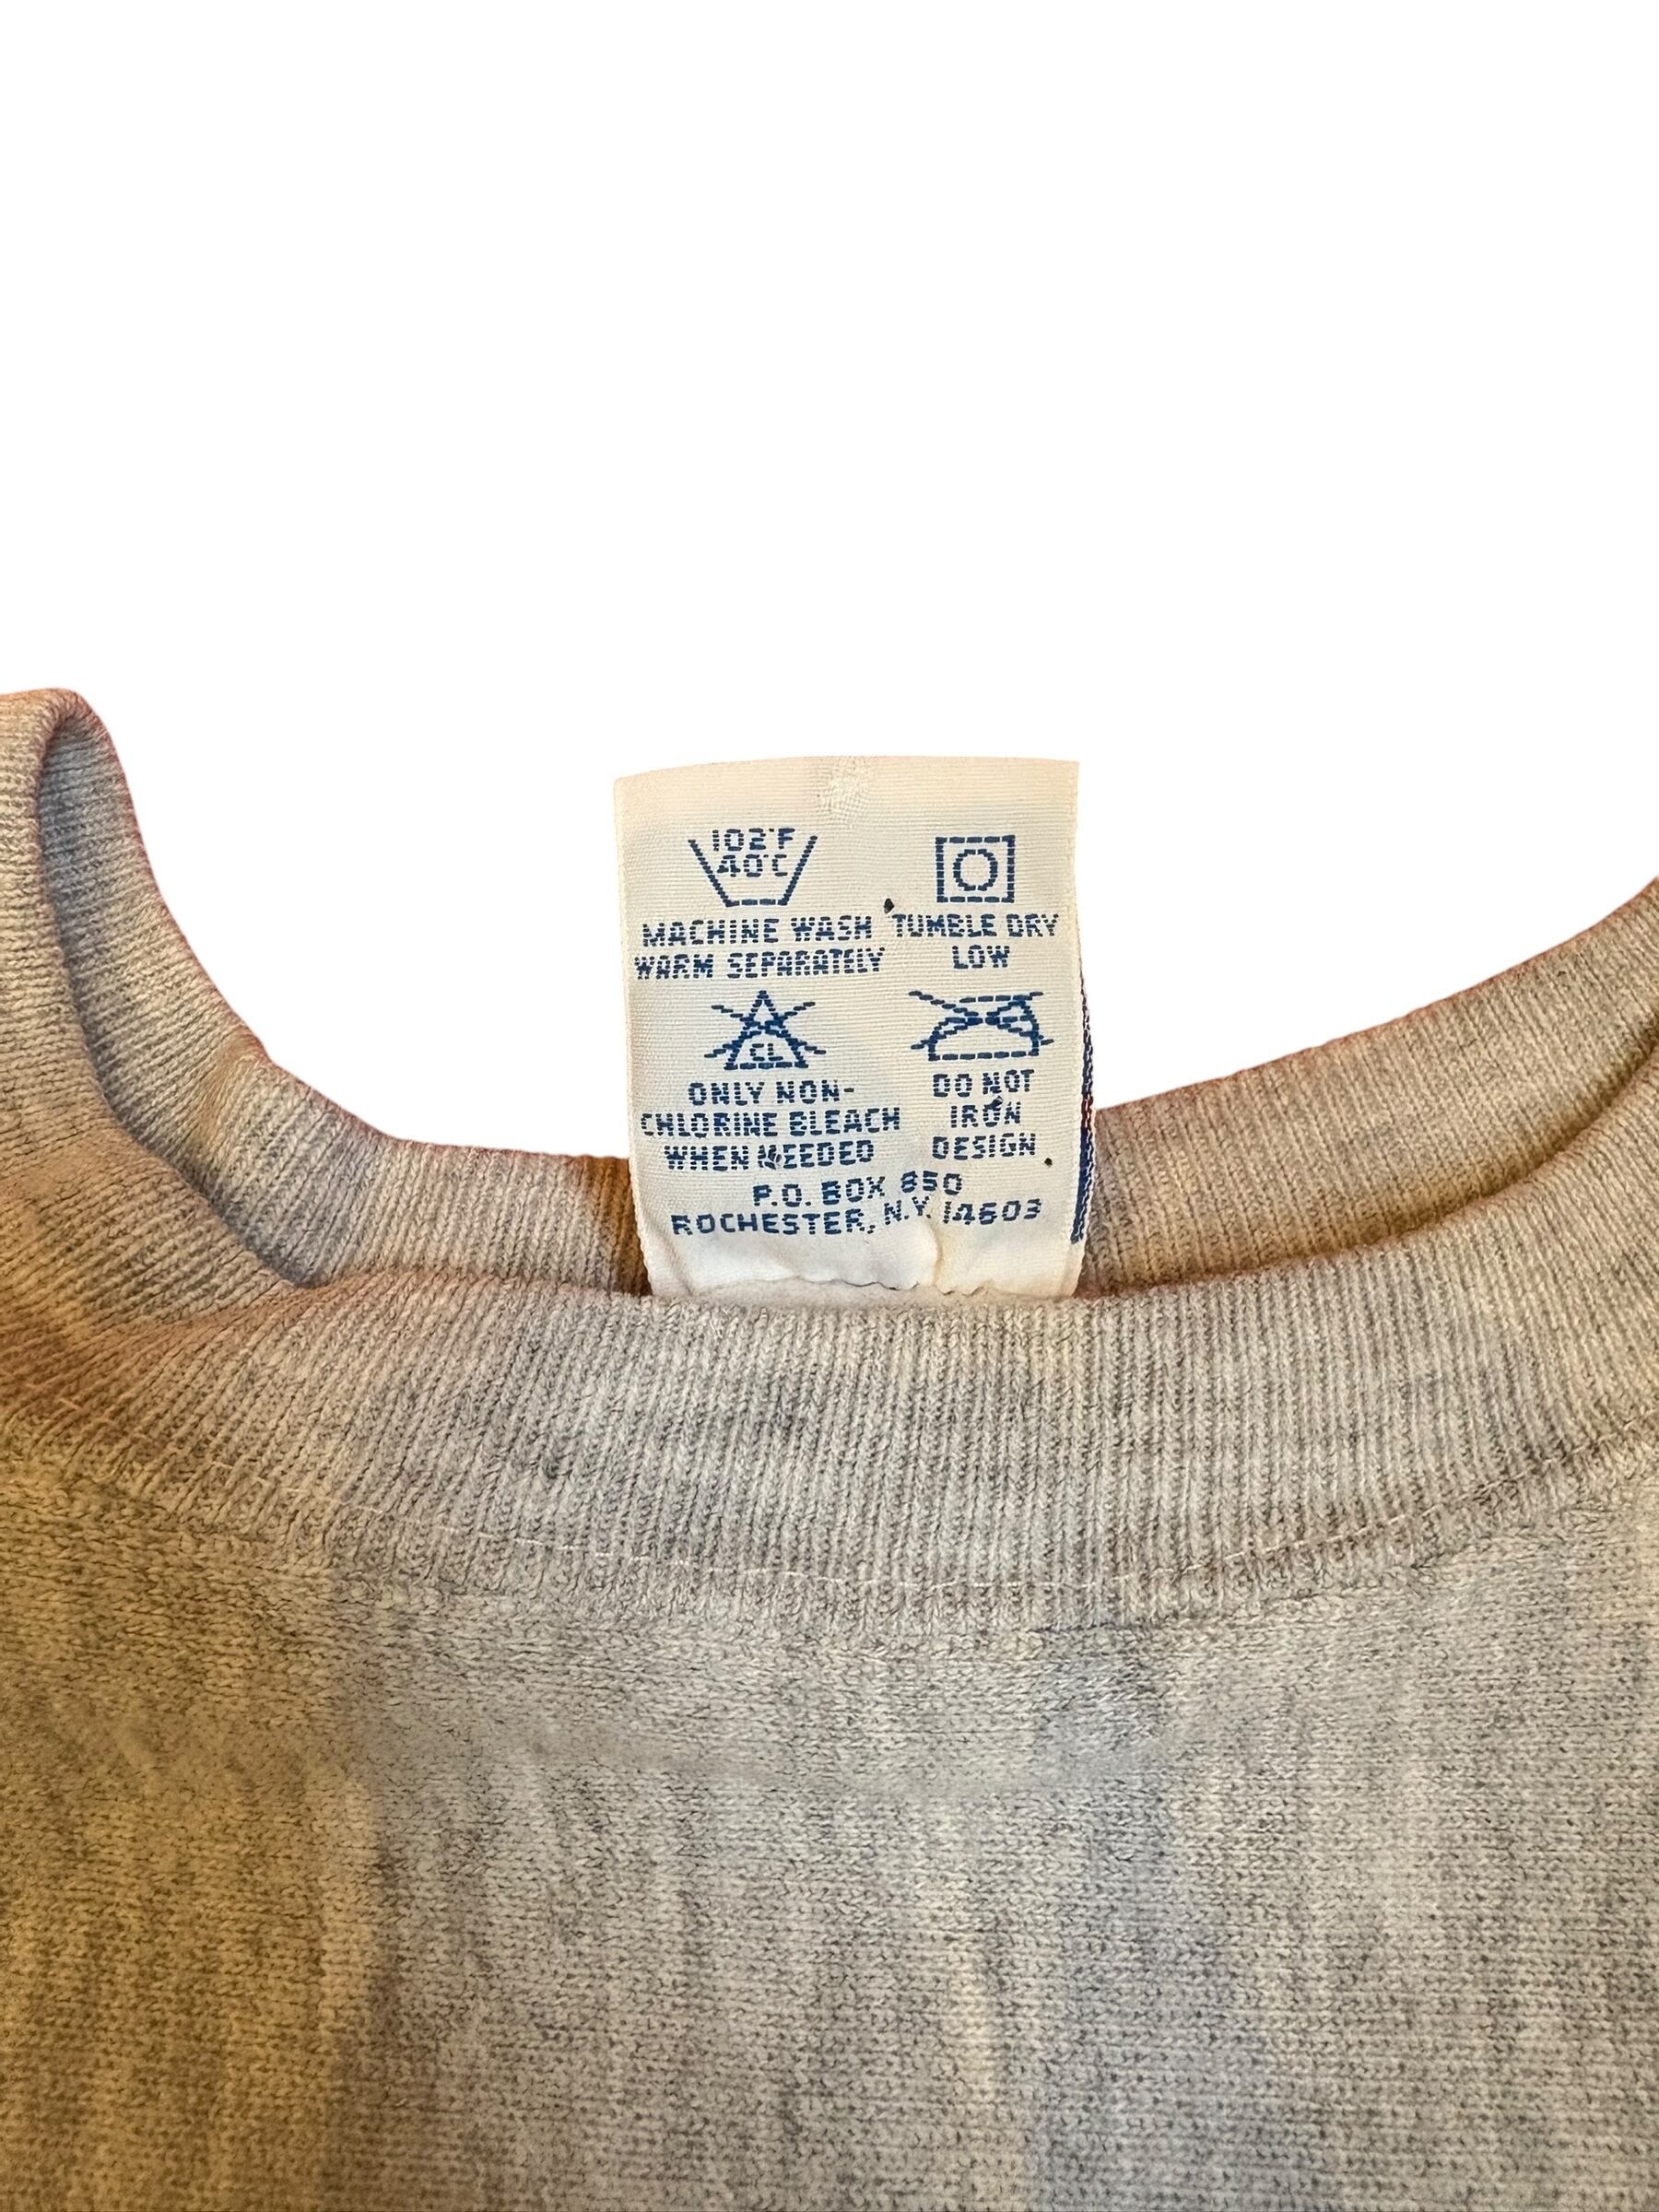 102°F
40°C
MACHINE WASH
WARM SEPARATELY
TUMBLE DRY
LOW
CL
ONLY NON-
CHLORINE BLEACH
WHEN NEEDED
DO NOT
IRON
DESIGN
P.O. BOX 850
ROCHESTER, N.Y. 14603